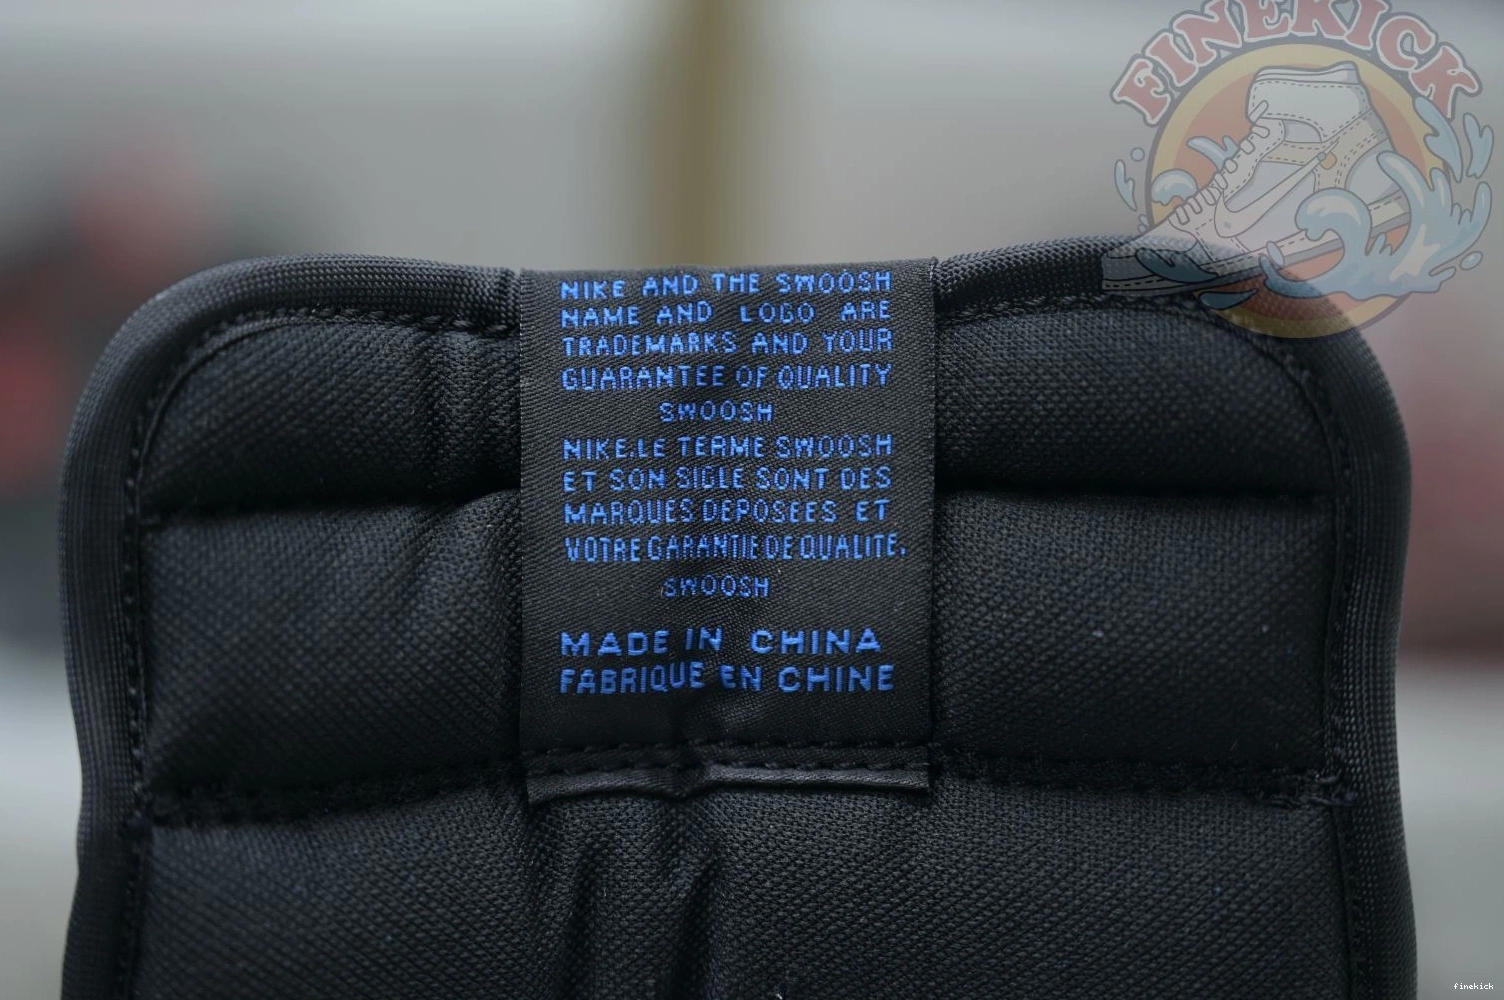 FINEKICK
NIKE AND THE SWOOSH
NAME AND LOGO ARE
TRADEMARKS AND YOUR
GUARANTEE OF QUALITY
SWOOSH
NIKE.LE TERME SWOOSH
ET SON SIGLE SONT DES
MARQUES DEPOSEES ET
VOTRE GARANTIE DE QUALITE.
SWOOSH
MADE IN CHINA
FABRIQUE EN CHINE
finekick